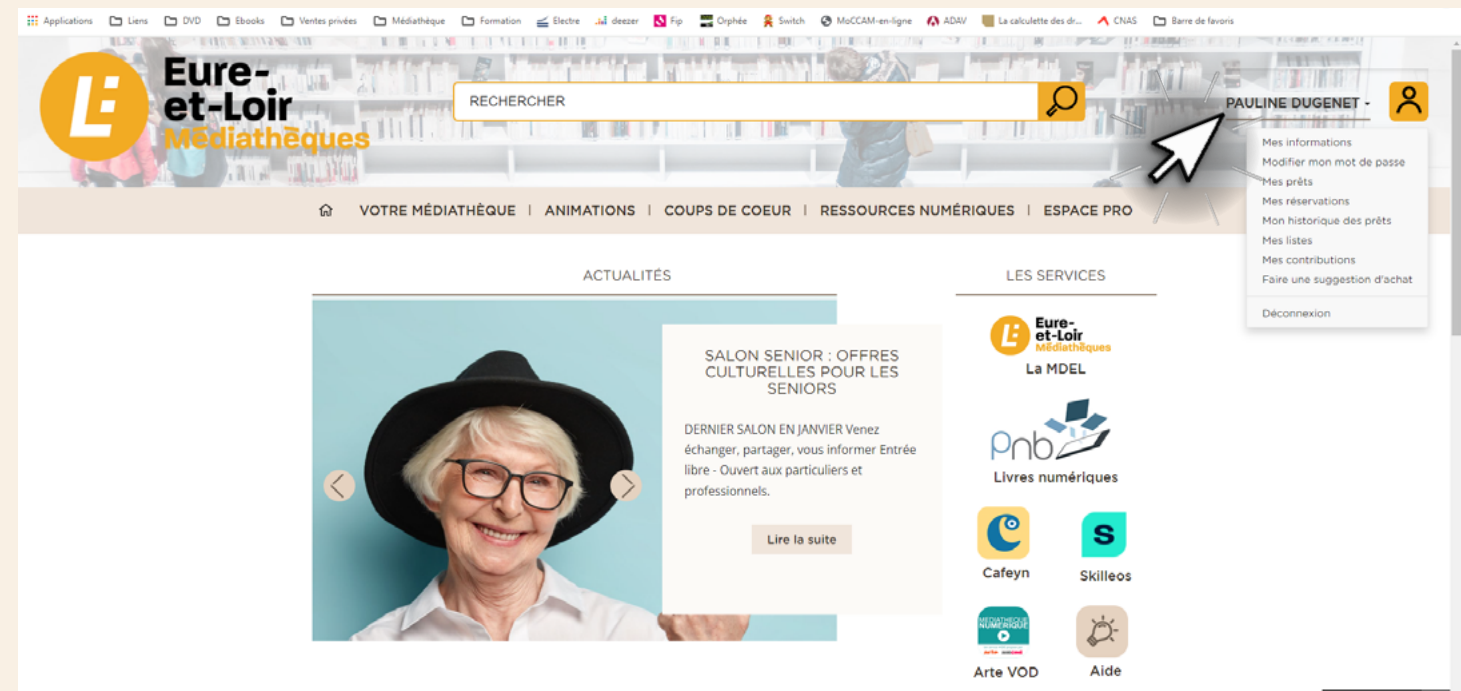 Applications Liens DVD Ebooks Ventes privées Médiathèque Formation Electre deezer Fip Orphée Switch MoCCAM-en-ligne ADAV La calculette des dr... CNAS Barre de favoris
Eure-
et-Loir
Médiathèques
RECHERCHER
PAULINE DUGENET
Mes informations
Modifier mon mot de passe
Mes prêts
Mes réservations
Mon historique des prêts
Mes listes
Mes contributions
Faire une suggestion d'achat
Déconnexion
VOTRE MÉDIATHÈQUE | ANIMATIONS | COUPS DE COEUR | RESSOURCES NUMÉRIQUES | ESPACE PRO
ACTUALITÉS
SALON SENIOR : OFFRES
CULTURELLES POUR LES
SENIORS
DERNIER SALON EN JANVIER Venez
échanger, partager, vous informer Entrée
libre - Ouvert aux particuliers et
professionnels.
Lire la suite
LES SERVICES
Eure-
et-Loir
Médiathèques
La MDEL
pnb
Livres numériques
Cafeyn
S
Skilleos
MEDIATHEQUE
NUMERIQUE
Arte VOD
Aide